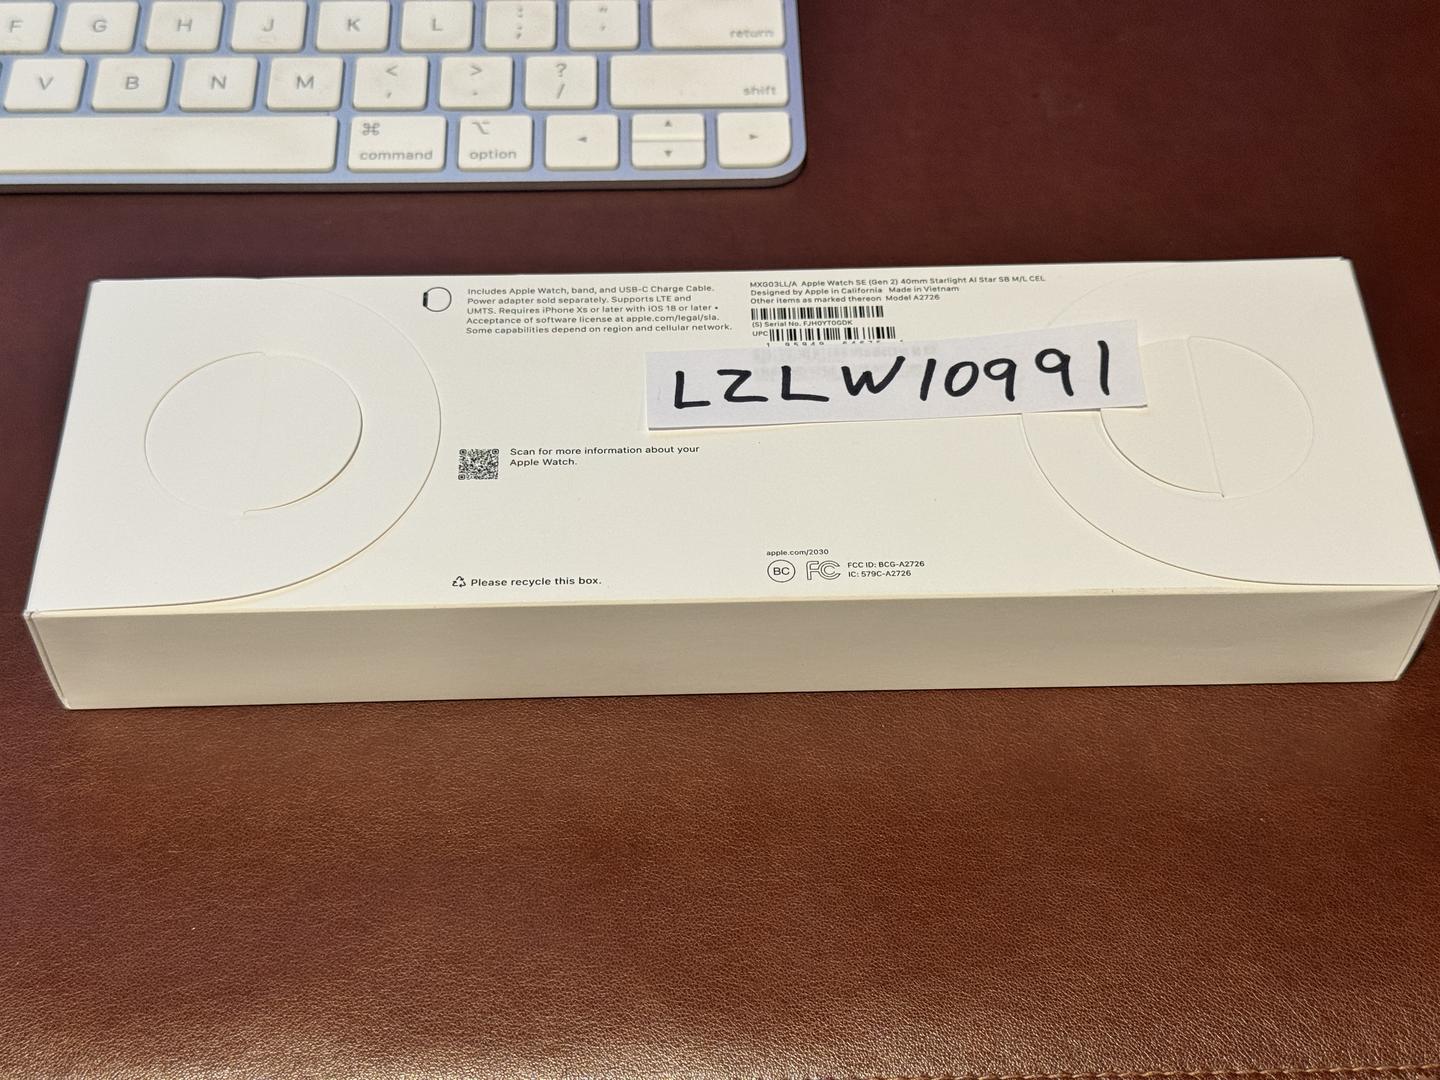 F G H J K L : ; " ' return
V B N M < , > . ? / shift
⌘ command ⌥ option ◄ ▲ ▼ ►
Includes Apple Watch, band, and USB-C Charge Cable.
Power adapter sold separately. Supports LTE and
UMTS. Requires iPhone Xs or later with iOS 18 or later •
Acceptance of software license at apple.com/legal/sla.
Some capabilities depend on region and cellular network.
MXG03LL/A Apple Watch SE (Gen 2) 40mm Starlight Al Star SB M/L CEL
Designed by Apple in California Made in Vietnam
Other items as marked thereon Model A2726
(S) Serial No. FJH0YT0GDK
UPC
LZLW10991
Scan for more information about your
Apple Watch.
Please recycle this box.
apple.com/2030
BC FC FCC ID: BCG-A2726
IC: 579C-A2726